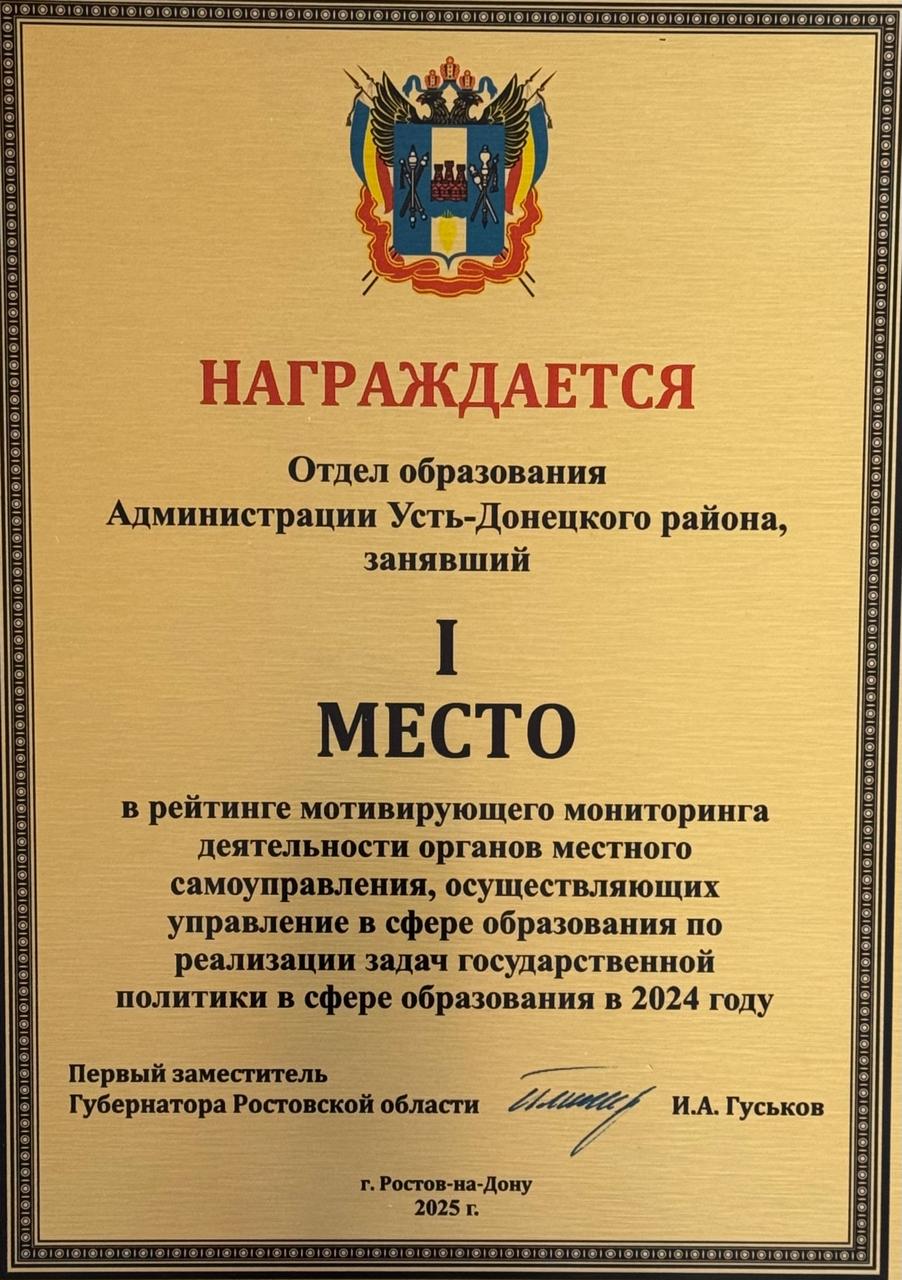 НАГРАЖДАЕТСЯ
Отдел образования
Администрации Усть-Донецкого района,
занявший
I
МЕСТО
в рейтинге мотивирующего мониторинга
деятельности органов местного
самоуправления, осуществляющих
управление в сфере образования по
реализации задач государственной
политики в сфере образования в 2024 году
Первый заместитель
Губернатора Ростовской области
И.А. Гуськов
г. Ростов-на-Дону
2025 г.